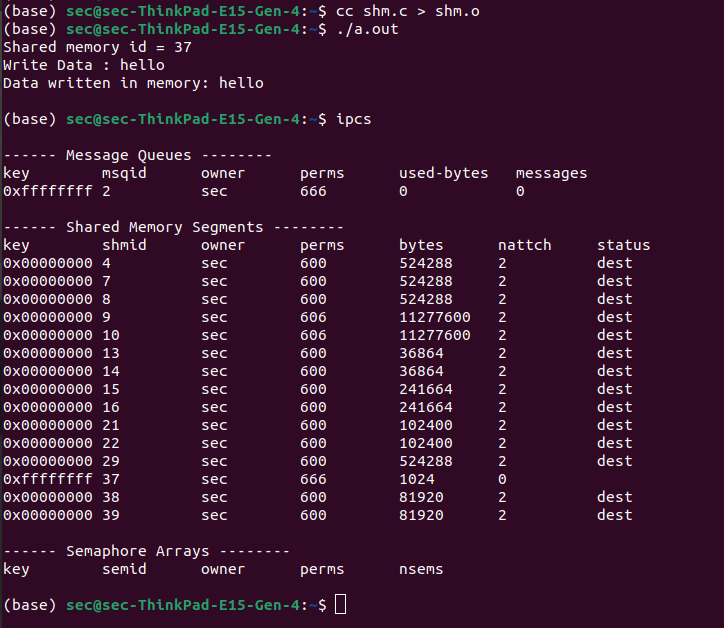 (base) sec@sec-ThinkPad-E15-Gen-4:~$ cc shm.c > shm.o
(base) sec@sec-ThinkPad-E15-Gen-4:~$ ./a.out
Shared memory id = 37
Write Data : hello
Data written in memory: hello
(base) sec@sec-ThinkPad-E15-Gen-4:~$ ipcs
------ Message Queues --------
key        msqid      owner      perms      used-bytes   messages
0xffffffff 2          sec        666        0            0
------ Shared Memory Segments --------
key        shmid      owner      perms      bytes      nattch     status
0x00000000 4          sec        600        524288     2          dest
0x00000000 7          sec        600        524288     2          dest
0x00000000 8          sec        600        524288     2          dest
0x00000000 9          sec        606        11277600   2          dest
0x00000000 10         sec        606        11277600   2          dest
0x00000000 13         sec        600        36864      2          dest
0x00000000 14         sec        600        36864      2          dest
0x00000000 15         sec        600        241664     2          dest
0x00000000 16         sec        600        241664     2          dest
0x00000000 21         sec        600        102400     2          dest
0x00000000 22         sec        600        102400     2          dest
0x00000000 29         sec        600        524288     2          dest
0xffffffff 37         sec        666        1024       0
0x00000000 38         sec        600        81920      2          dest
0x00000000 39         sec        600        81920      2          dest
------ Semaphore Arrays --------
key        semid      owner      perms      nsems
(base) sec@sec-ThinkPad-E15-Gen-4:~$